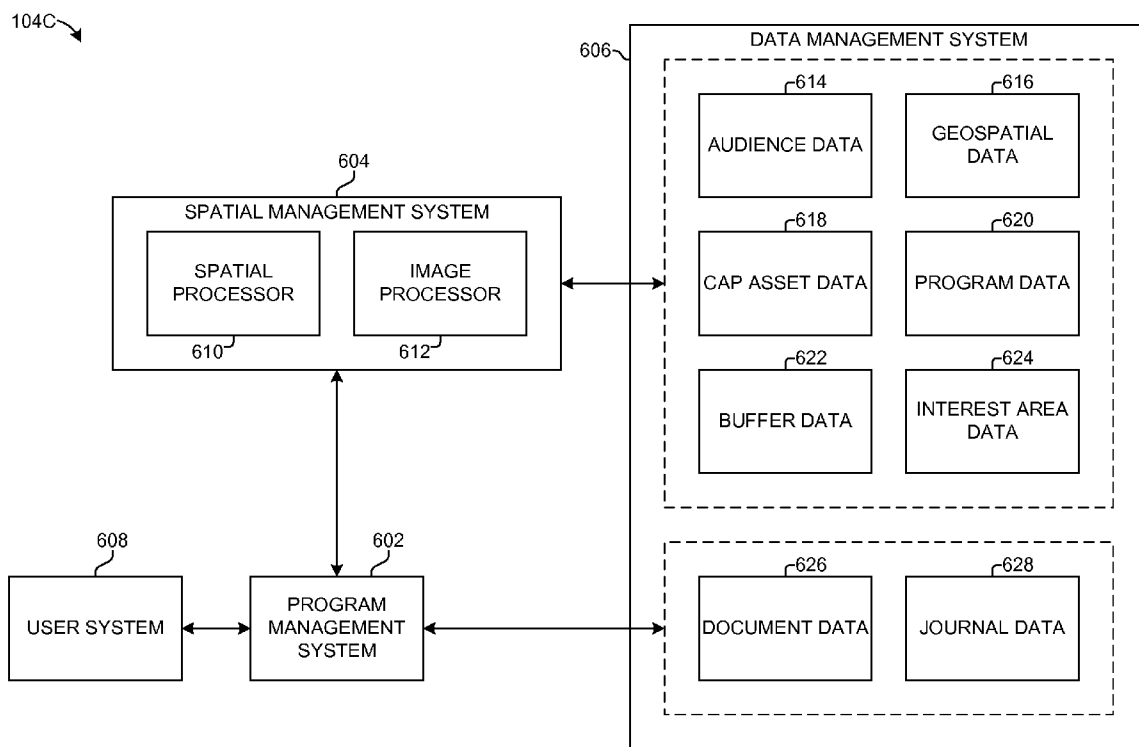 104C
606
DATA MANAGEMENT SYSTEM
614
AUDIENCE DATA
616
GEOSPATIAL
DATA
604
SPATIAL MANAGEMENT SYSTEM
SPATIAL
PROCESSOR
610
IMAGE
PROCESSOR
612
618
CAP ASSET DATA
620
PROGRAM DATA
622
BUFFER DATA
624
INTEREST AREA
DATA
608
USER SYSTEM
602
PROGRAM
MANAGEMENT
SYSTEM
626
DOCUMENT DATA
628
JOURNAL DATA